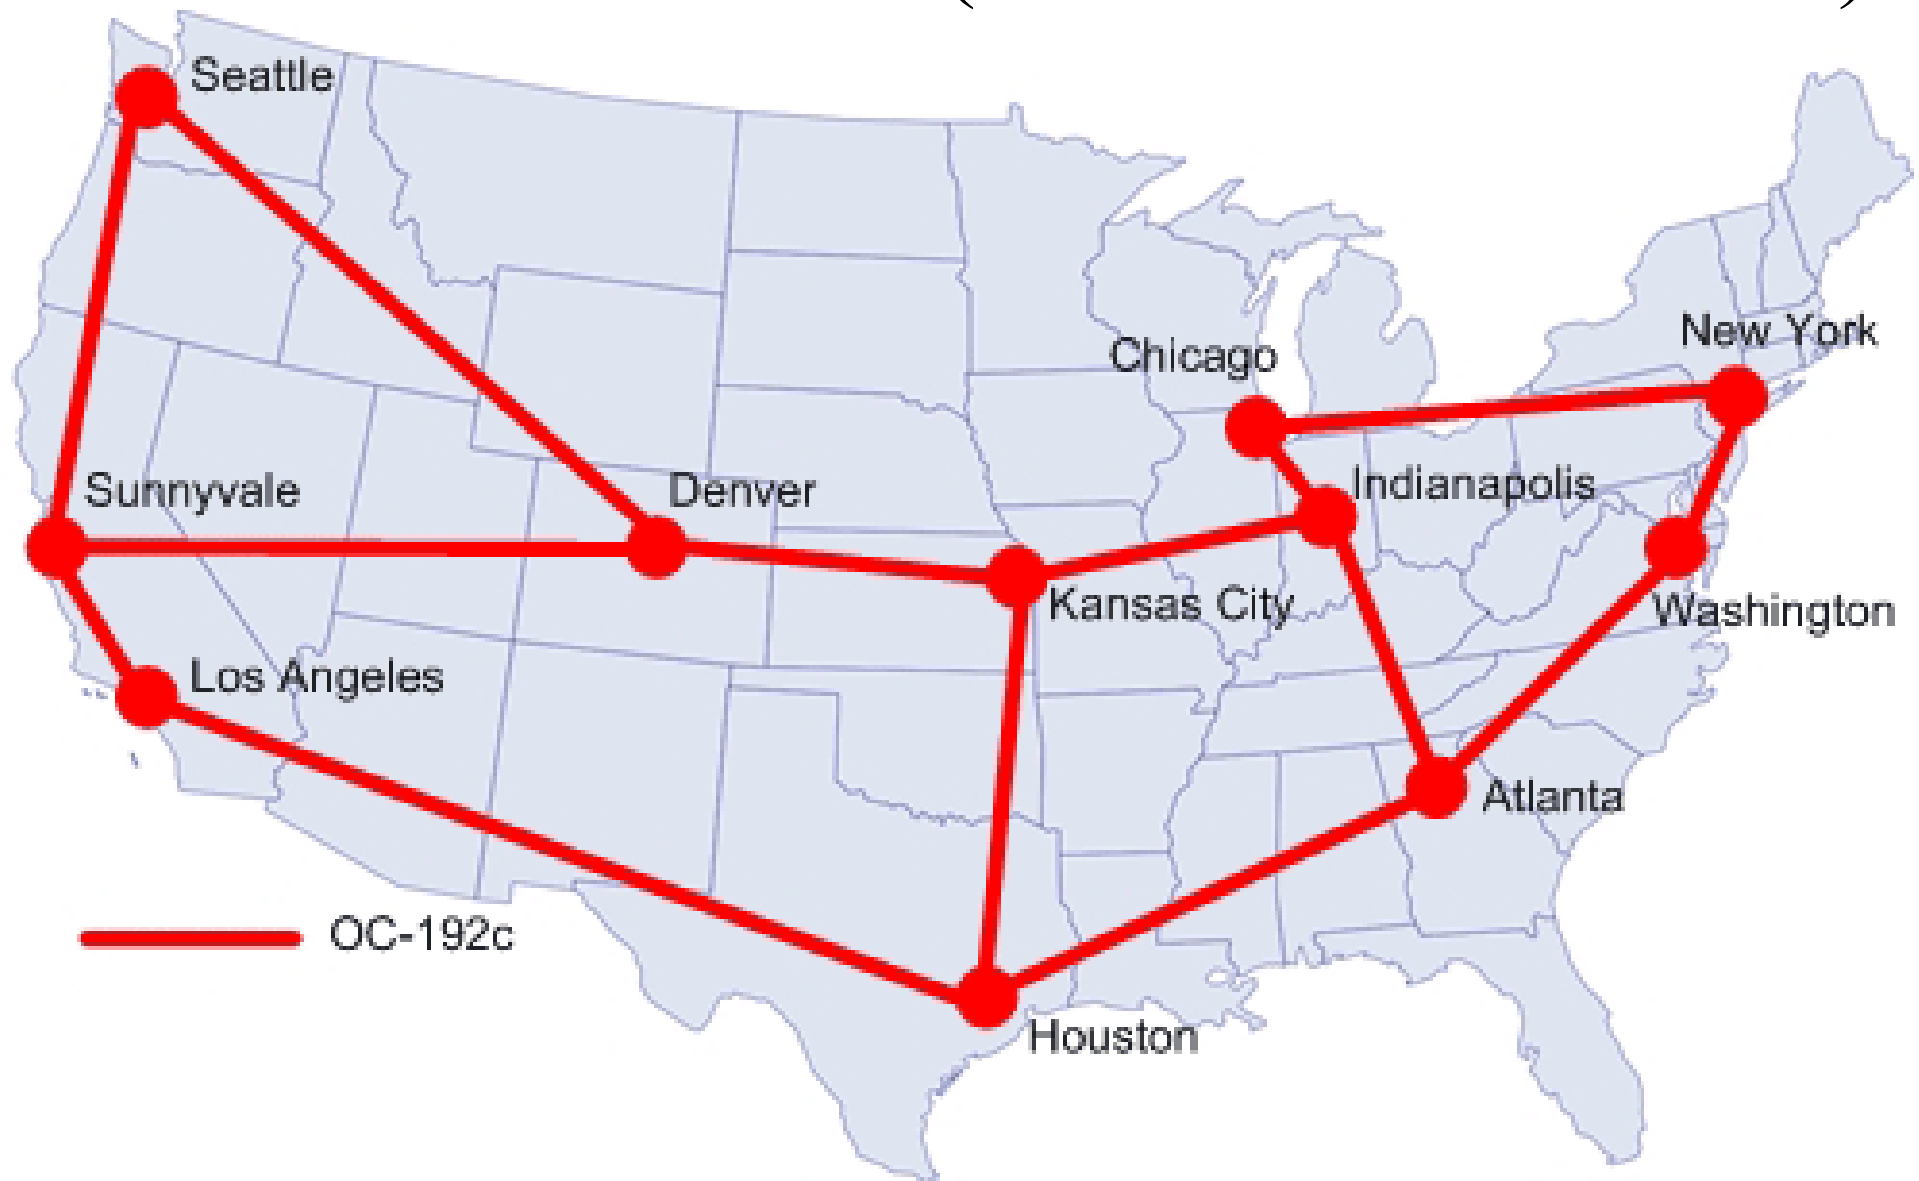 Seattle
New York
Chicago
Sunnyvale
Denver
Indianapolis
Kansas City
Washington
Los Angeles
Atlanta
OC-192c
Houston